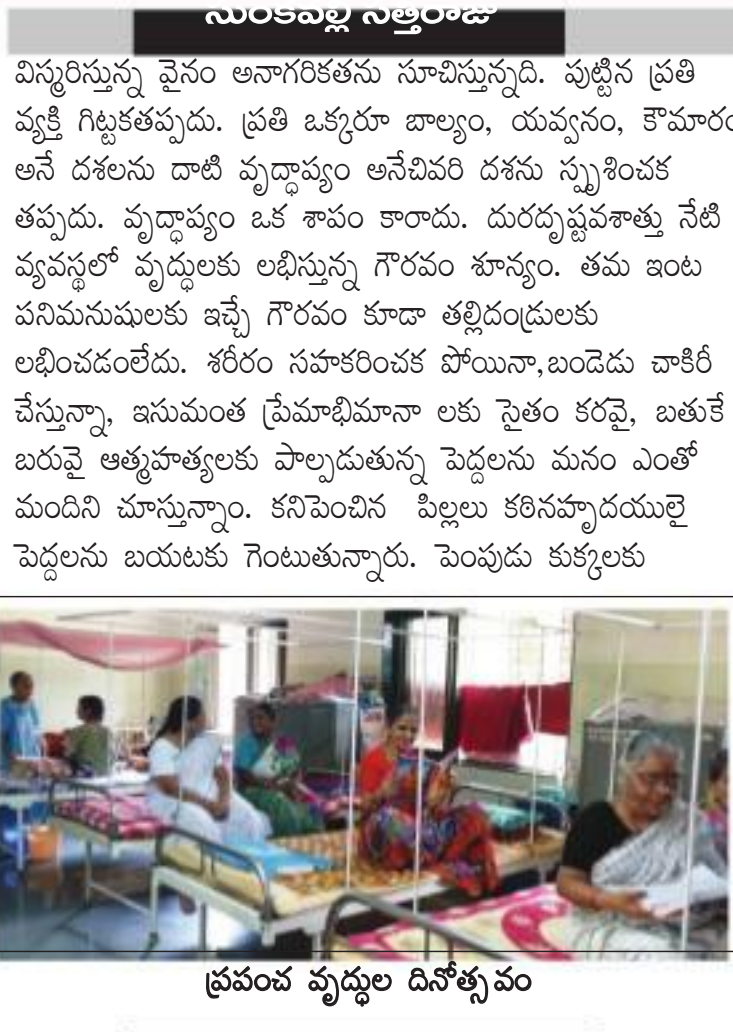 సుంకవల్లి సత్తిరాజు
విస్మరిస్తున్న వైనం అనాగరికతను సూచిస్తున్నది. పుట్టిన ప్రతి
వ్యక్తి గిట్టకతప్పదు. ప్రతి ఒక్కరూ బాల్యం, యవ్వనం, కౌమారం
అనే దశలను దాటి వృద్ధాప్యం అనేచివరి దశను స్పృశించక
తప్పదు. వృద్ధాప్యం ఒక శాపం కారాదు. దురదృష్టవశాత్తు నేటి
వ్యవస్థలో వృద్ధులకు లభిస్తున్న గౌరవం శూన్యం. తమ ఇంట
పనిమనుషులకు ఇచ్చే గౌరవం కూడా తల్లిదండ్రులకు
లభించడంలేదు. శరీరం సహకరించక పోయినా,బండెడు చాకిరీ
చేస్తున్నా, ఇసుమంత ప్రేమాభిమానా లకు సైతం కరవై, బతుకే
బరువై ఆత్మహత్యలకు పాల్పడుతున్న పెద్దలను మనం ఎంతో
మందిని చూస్తున్నాం. కనిపెంచిన పిల్లలు కఠినహృదయులై
పెద్దలను బయటకు గెంటుతున్నారు. పెంపుడు కుక్కలకు
ప్రపంచ వృద్ధుల దినోత్సవం